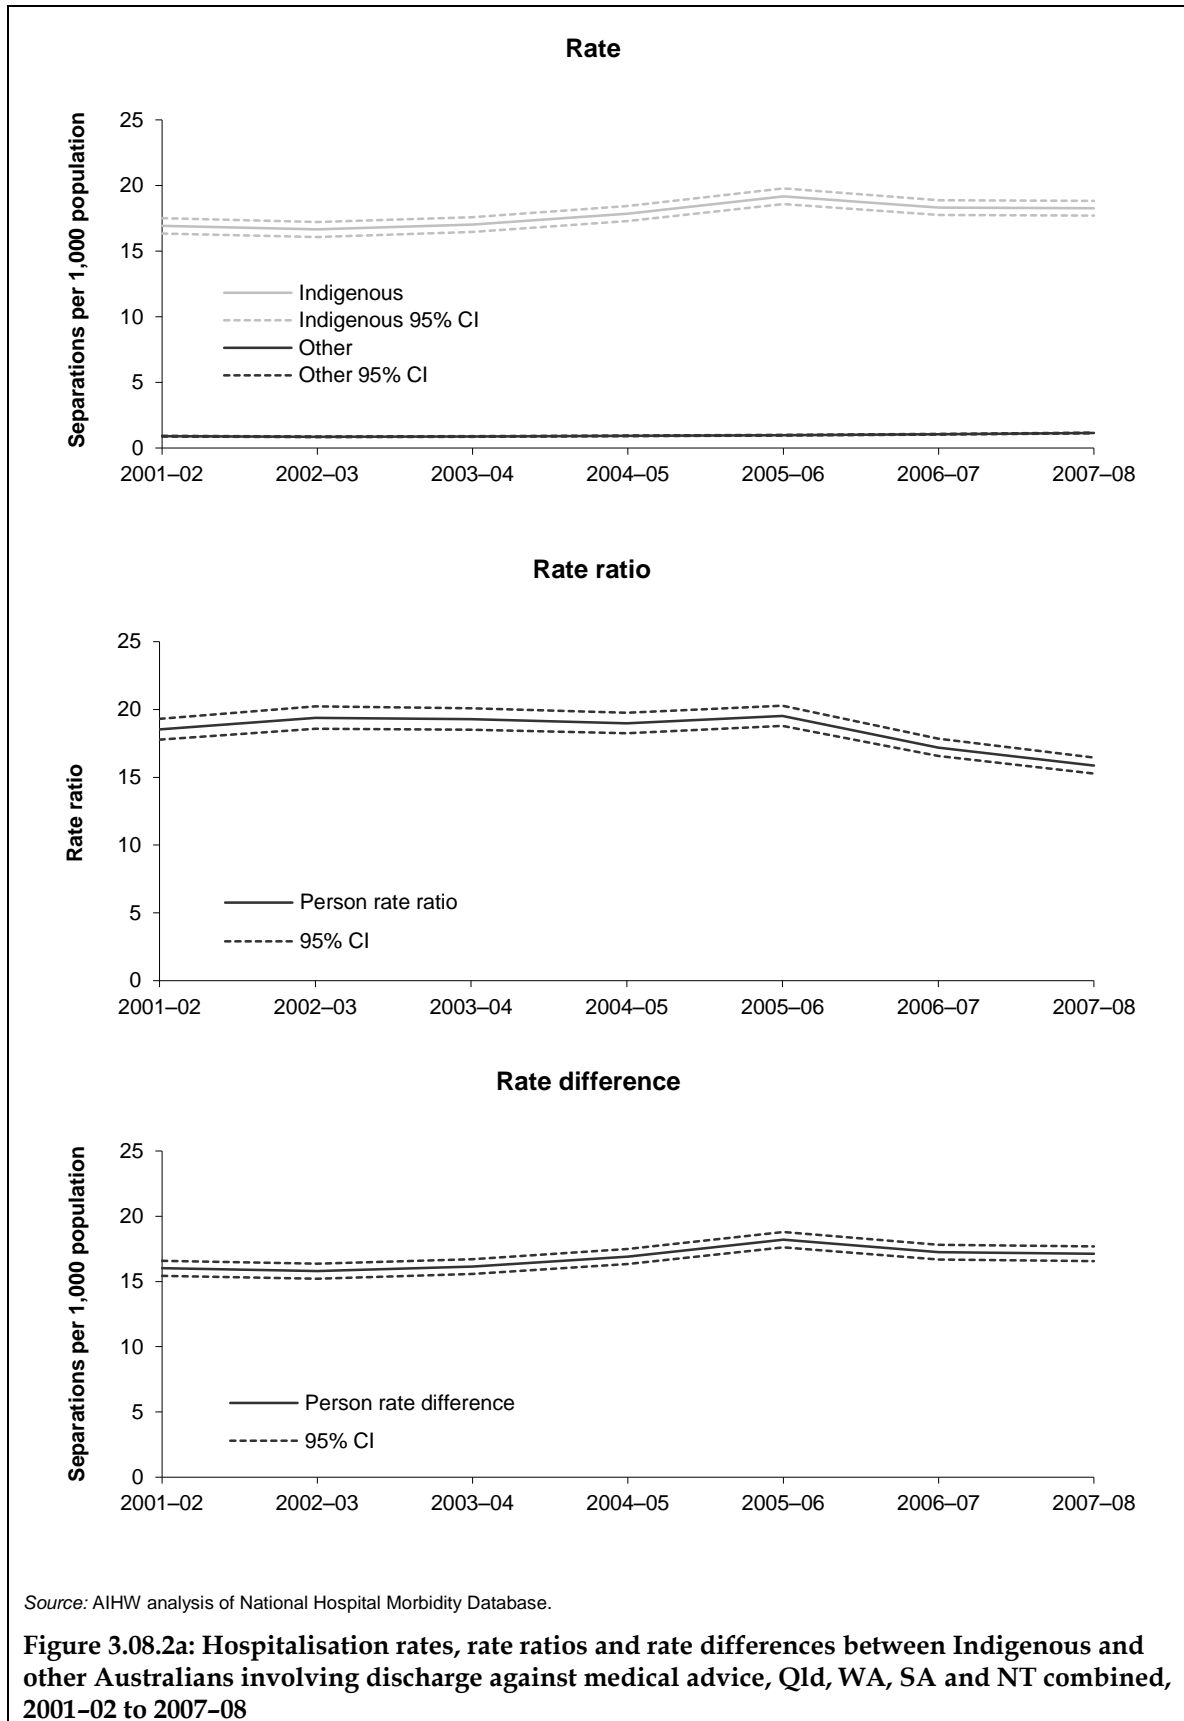 Rate
Separations per 1,000 population
25
20
15
10
5
0
Indigenous
Indigenous 95% CI
Other
Other 95% CI
2001–02 2002–03 2003–04 2004–05 2005–06 2006–07 2007–08
Rate ratio
Rate ratio
25
20
15
10
5
0
Person rate ratio
95% CI
2001–02 2002–03 2003–04 2004–05 2005–06 2006–07 2007–08
Rate difference
Separations per 1,000 population
25
20
15
10
5
0
Person rate difference
95% CI
2001–02 2002–03 2003–04 2004–05 2005–06 2006–07 2007–08
Source: AIHW analysis of National Hospital Morbidity Database.
Figure 3.08.2a: Hospitalisation rates, rate ratios and rate differences between Indigenous and
other Australians involving discharge against medical advice, Qld, WA, SA and NT combined,
2001–02 to 2007–08